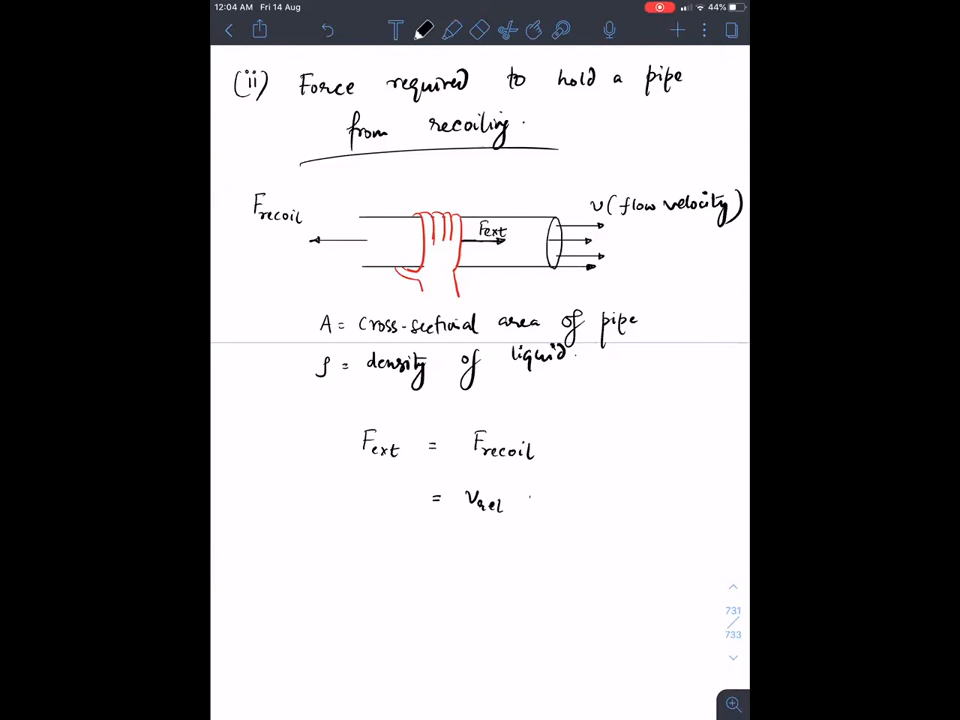 12:04 AM Fri 14 Aug
44%
T
(ii) Force required to hold a pipe
from recoiling.
F recoil
Fext
v (flow velocity)
A = cross-sectional area of pipe
ρ = density of liquid.
Fext = Frecoil
= vrel
731
733